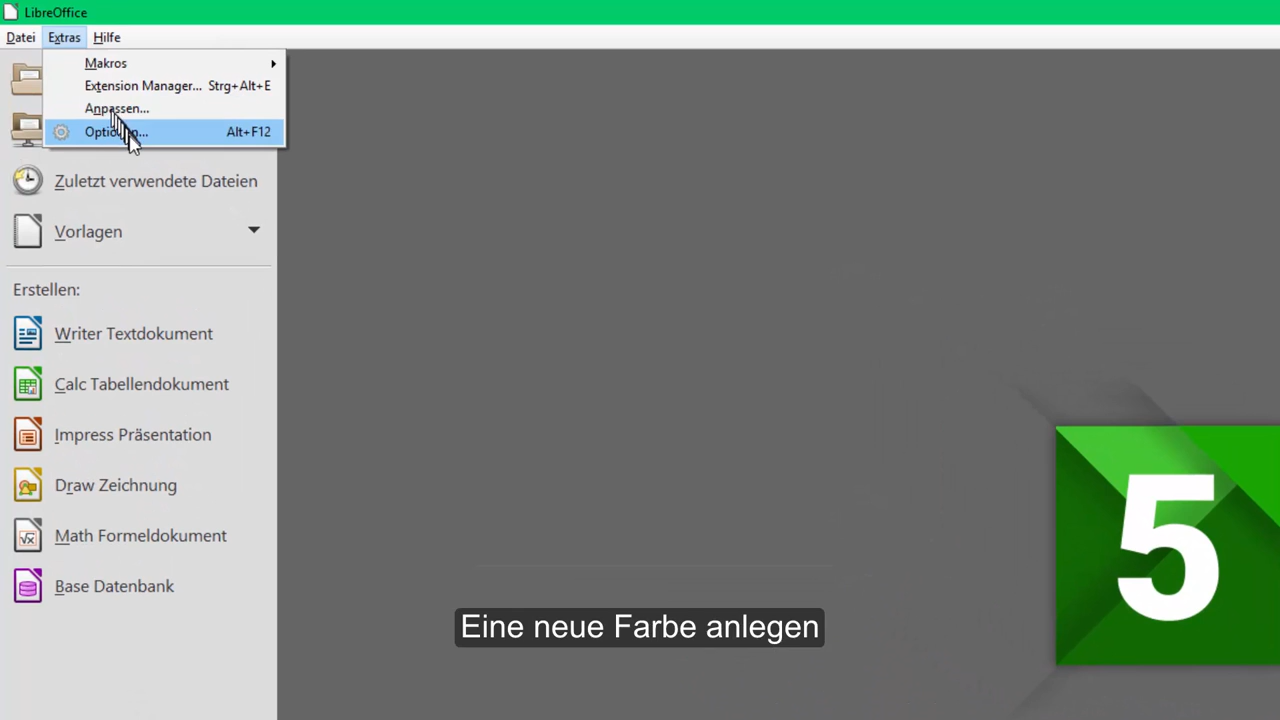 LibreOffice
Datei Extras Hilfe
Makros
Extension Manager... Strg+Alt+E
Anpassen...
Alt+F12
Zuletzt verwendete Dateien
Vorlagen
Erstellen:
Writer Textdokument
Calc Tabellendokument
Impress Präsentation
Draw Zeichnung
Math Formeldokument
Base Datenbank
5
Eine neue Farbe anlegen